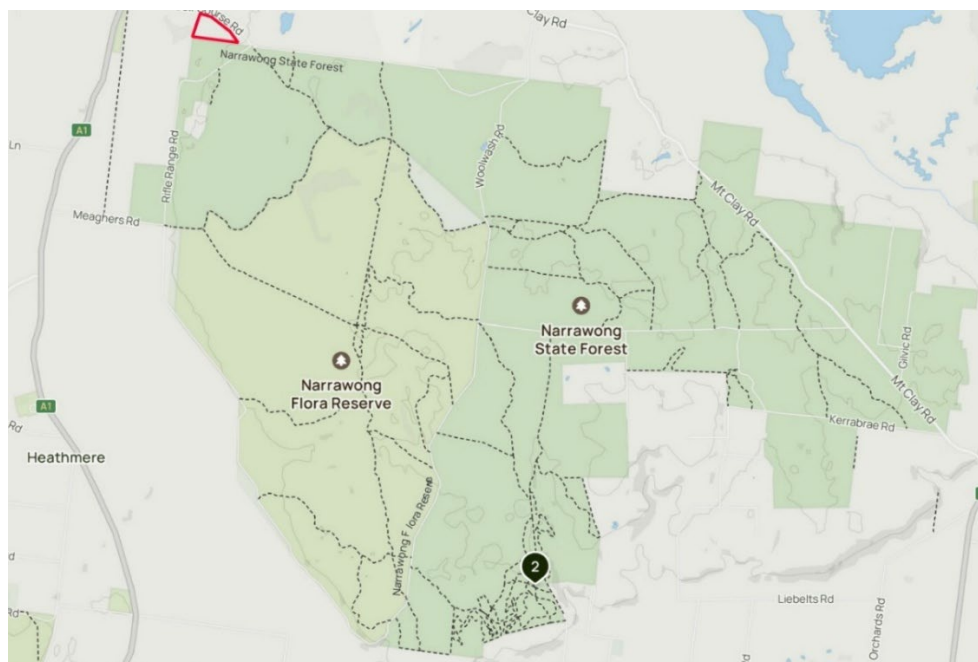 Clay Rd
Narrawong State Forest
A1
Ln
Rifle Range Rd
Woolwash Rd
Meaghers Rd
Mt Clay Rd
Narrawong
State Forest
Gilvic Rd
Narrawong
Flora Reserve
A1
Mt Clay Rd
Rd
Kerrabrae Rd
Heathmere
Narrawong Flora Reserv
2
d
Liebelts Rd
Rd
Orchards Rd